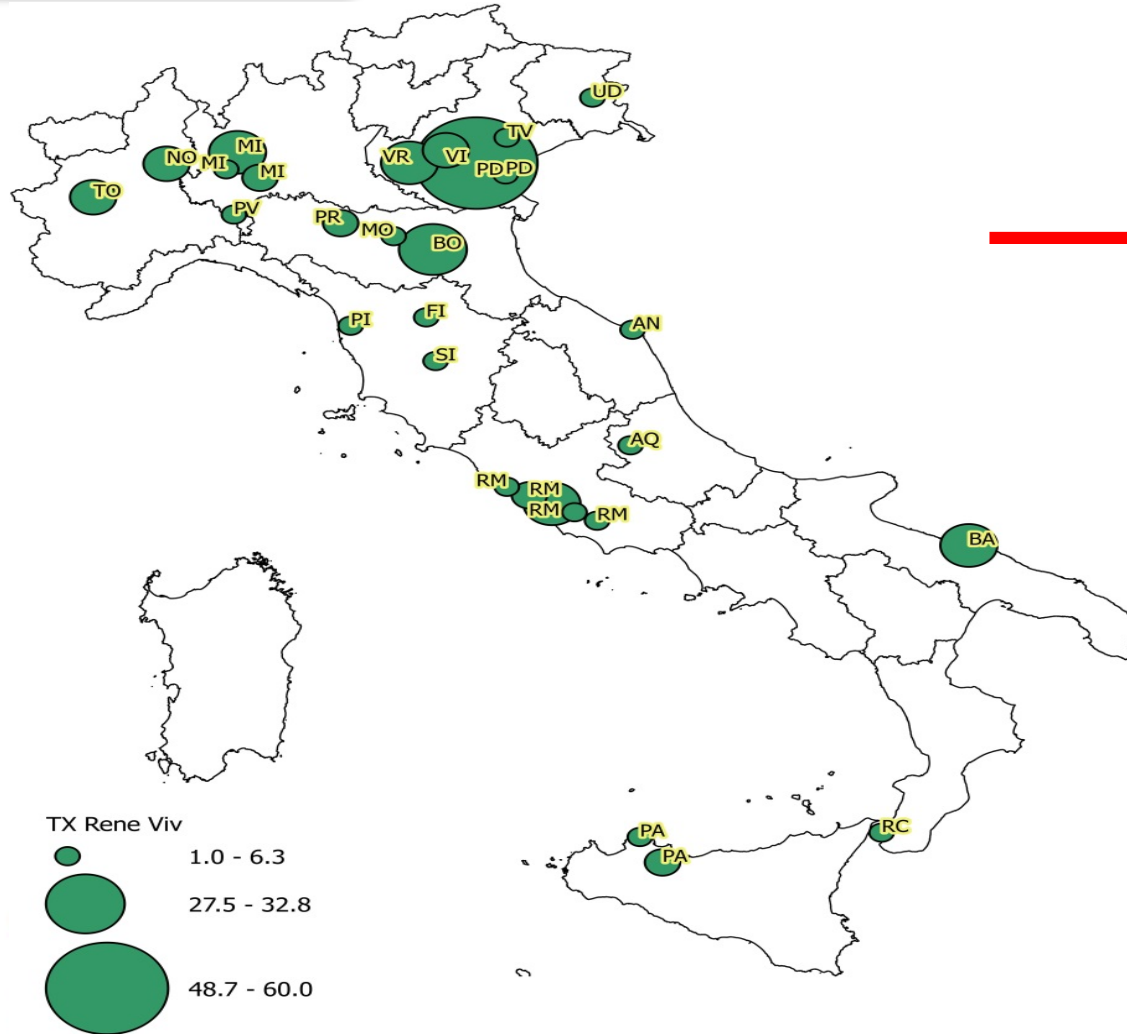 UD
TV
MI
VI
VR
NO
MI
PD
PD
MI
TO
PV
PR
MO
BO
FI
PI
AN
SI
AQ
RM
RM
RM
RM
BA
TX Rene Viv
RC
PA
PA
1.0 - 6.3
27.5 - 32.8
48.7 - 60.0